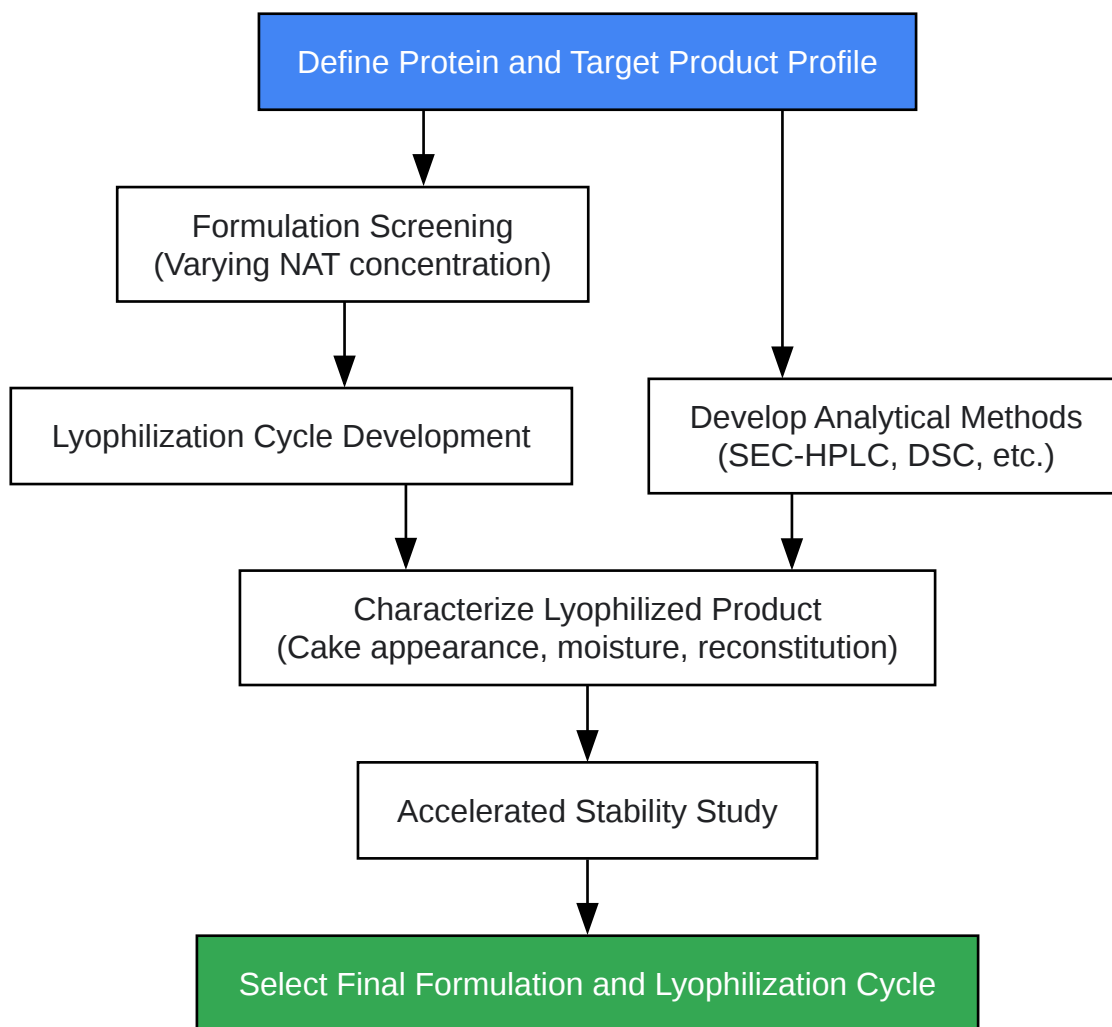 Define Protein and Target Product Profile
Formulation Screening
(Varying NAT concentration)
Lyophilization Cycle Development
Develop Analytical Methods
(SEC-HPLC, DSC, etc.)
Characterize Lyophilized Product
(Cake appearance, moisture, reconstitution)
Accelerated Stability Study
Select Final Formulation and Lyophilization Cycle